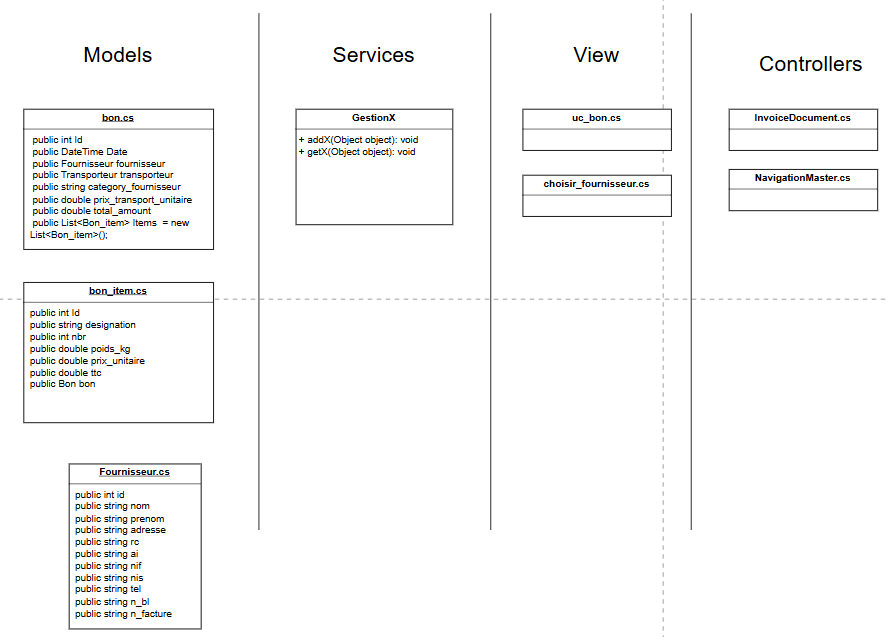 Models
bon.cs
public int Id
public DateTime Date
public Fournisseur fournisseur
public Transporteur transporteur
public string category_fournisseur
public double prix_transport_unitaire
public double total_amount
public List<Bon_item> Items = new
List<Bon_item>();
bon_item.cs
public int Id
public string designation
public int nbr
public double poids_kg
public double prix_unitaire
public double ttc
public Bon bon
Fournisseur.cs
public int id
public string nom
public string prenom
public string adresse
public string rc
public string ai
public string nif
public string nis
public string tel
public string n_bl
public string n_facture
Services
GestionX
+ addX(Object object): void
+ getX(Object object): void
View
uc_bon.cs
choisir_fournisseur.cs
Controllers
InvoiceDocument.cs
NavigationMaster.cs